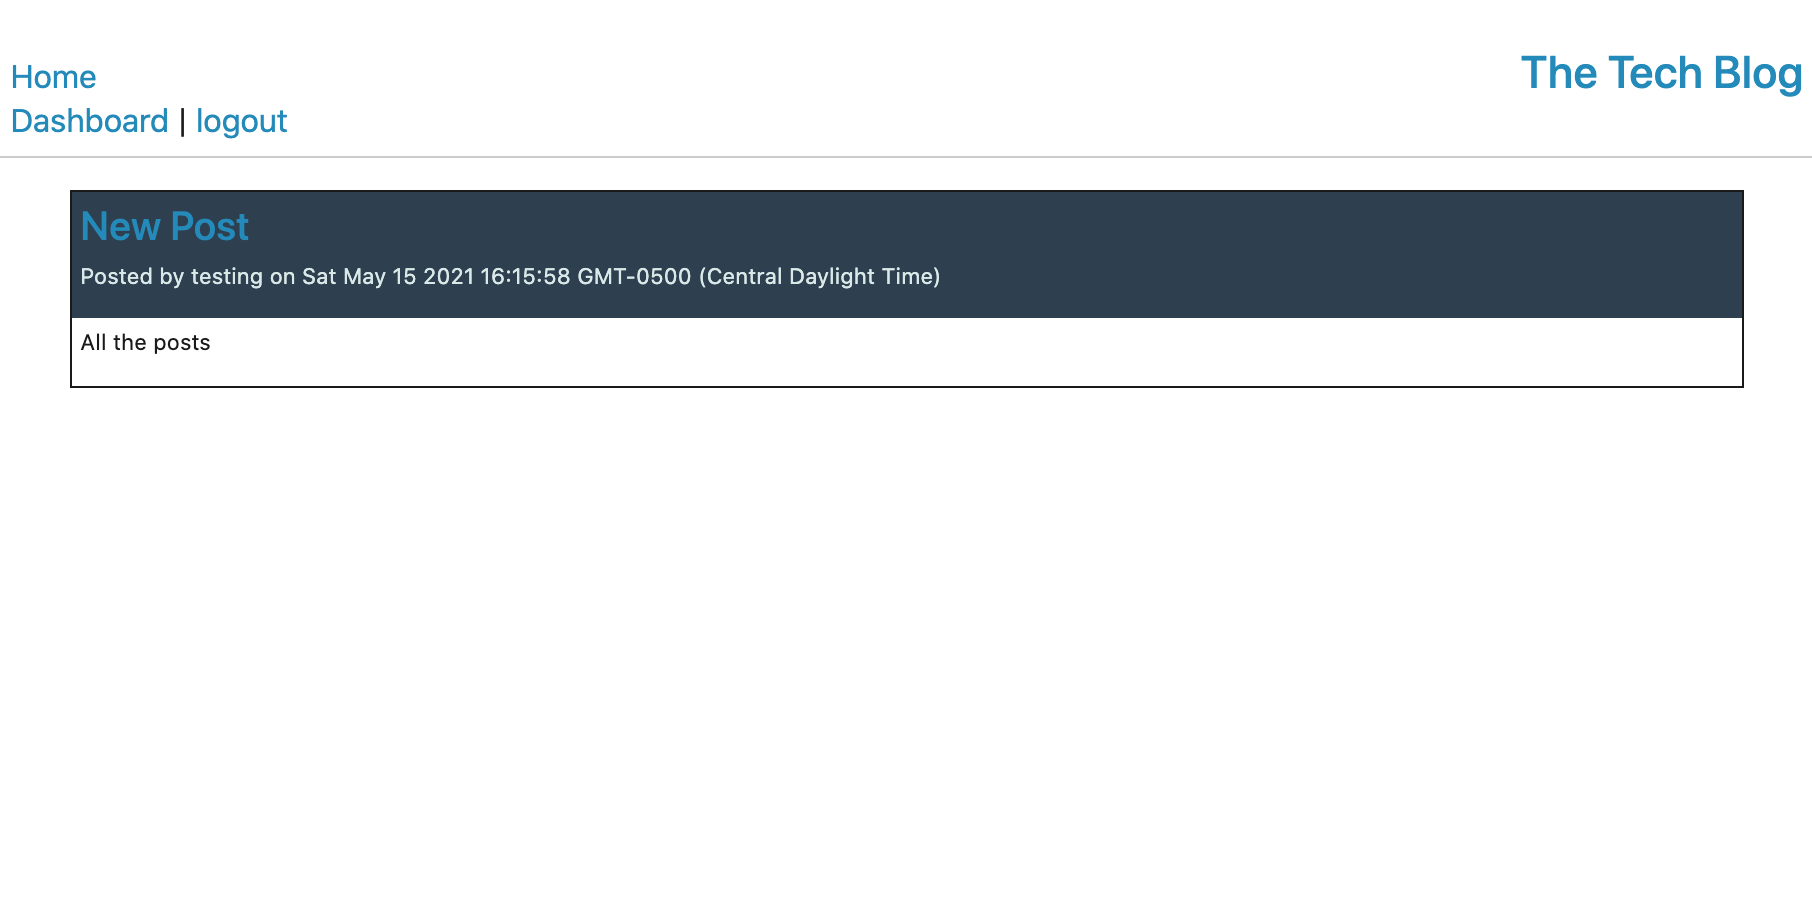 Home
The Tech Blog
Dashboard | logout
New Post
Posted by testing on Sat May 15 2021 16:15:58 GMT-0500 (Central Daylight Time)
All the posts